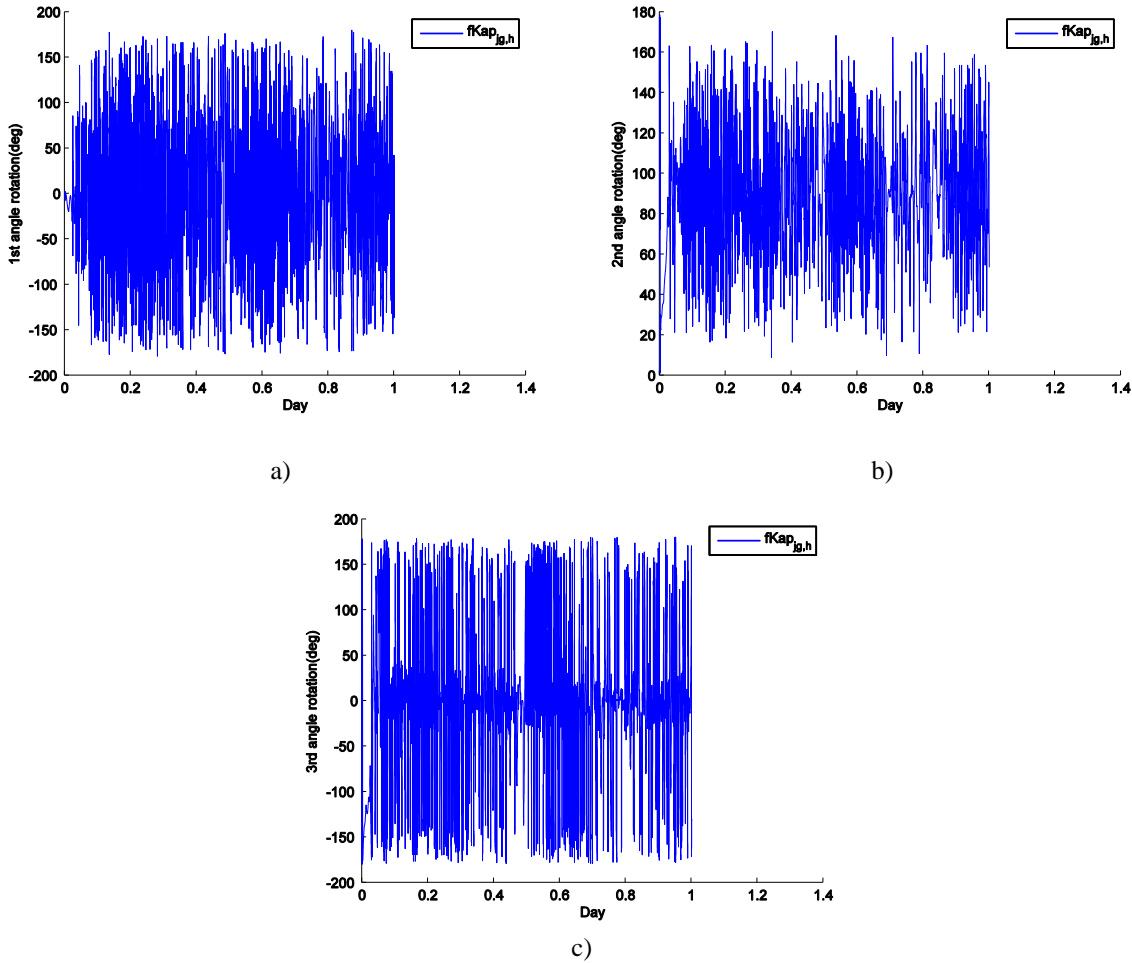 200
150
100
50
0
-50
-100
-150
-200
1st angle rotation(deg)
0 0.2 0.4 0.6 0.8 1 1.2 1.4
Day
fKap_{jg,h}
a)
180
160
140
120
100
80
60
40
20
0
2nd angle rotation(deg)
0 0.2 0.4 0.6 0.8 1 1.2 1.4
Day
fKap_{jg,h}
b)
200
150
100
50
0
-50
-100
-150
-200
3rd angle rotation(deg)
0 0.2 0.4 0.6 0.8 1 1.2 1.4
Day
fKap_{jg,h}
c)